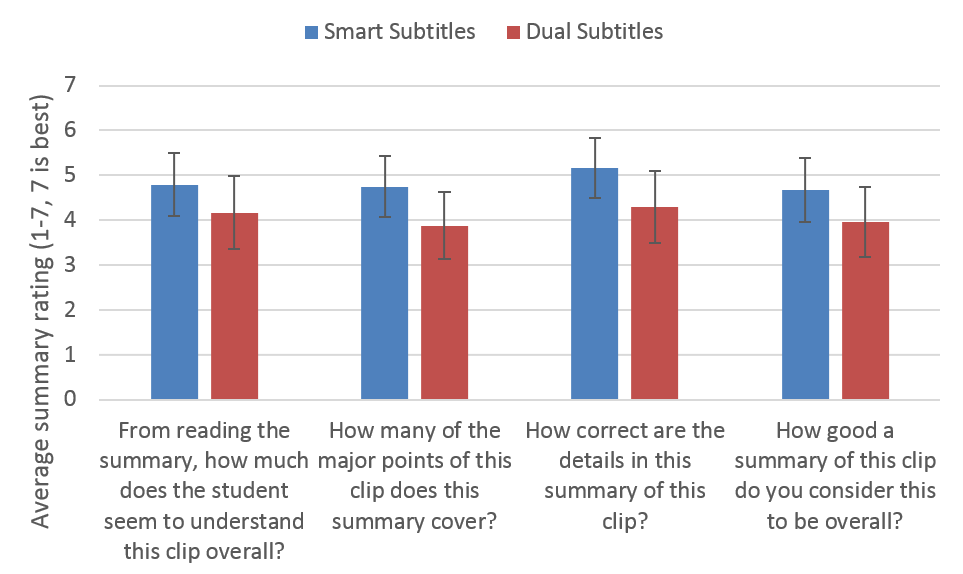 Smart Subtitles
Dual Subtitles
Average summary rating (1-7, 7 is best)
7
6
5
4
3
2
1
0
From reading the
summary, how much
does the student
seem to understand
this clip overall?
How many of the
major points of this
clip does this
summary cover?
How correct are the
details in this
summary of this
clip?
How good a
summary of this clip
do you consider this
to be overall?